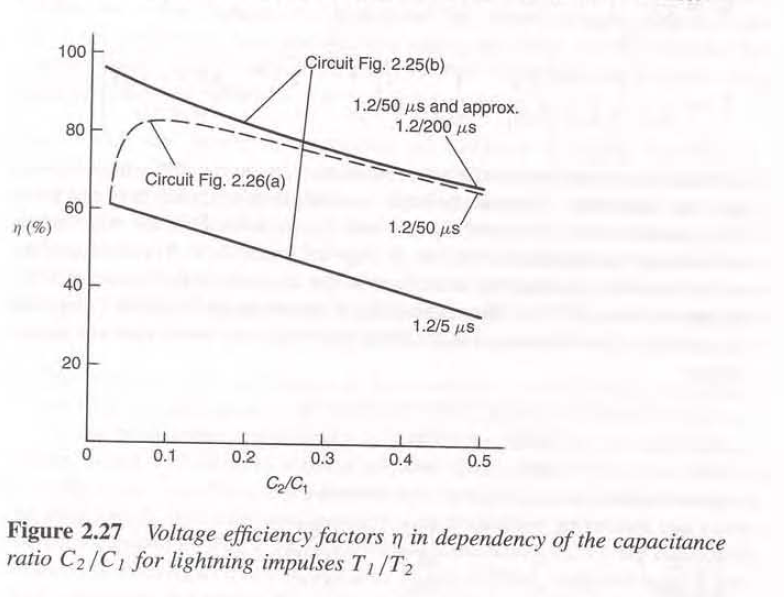 100
Circuit Fig. 2.25(b)
1.2/50 μs and approx.
1.2/200 μs
80
Circuit Fig. 2.26(a)
60
η (%)
1.2/50 μs
40
1.2/5 μs
20
0 0.1 0.2 0.3 0.4 0.5
C₂/C₁
Figure 2.27 Voltage efficiency factors η in dependency of the capacitance
ratio C₂/C₁ for lightning impulses T₁/T₂